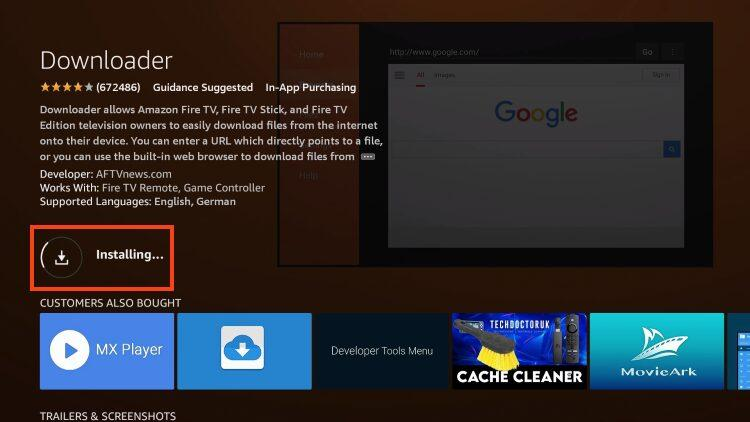 Downloader
(672486) Guidance Suggested In-App Purchasing
Downloader allows Amazon Fire TV, Fire TV Stick, and Fire TV
Edition television owners to easily download files from the internet
onto their device. You can enter a URL which directly points to a file,
or you can use the built-in web browser to download files from
Developer: AFTVnews.com
Works With: Fire TV Remote, Game Controller
Supported Languages: English, German
Home
http://www.google.com/
Go
All Images
Sign in
Google
Help
Installing...
CUSTOMERS ALSO BOUGHT
MX Player
Developer Tools Menu
TECHDOCTORUK
CACHE CLEANER
MovieArk
TRAILERS & SCREENSHOTS